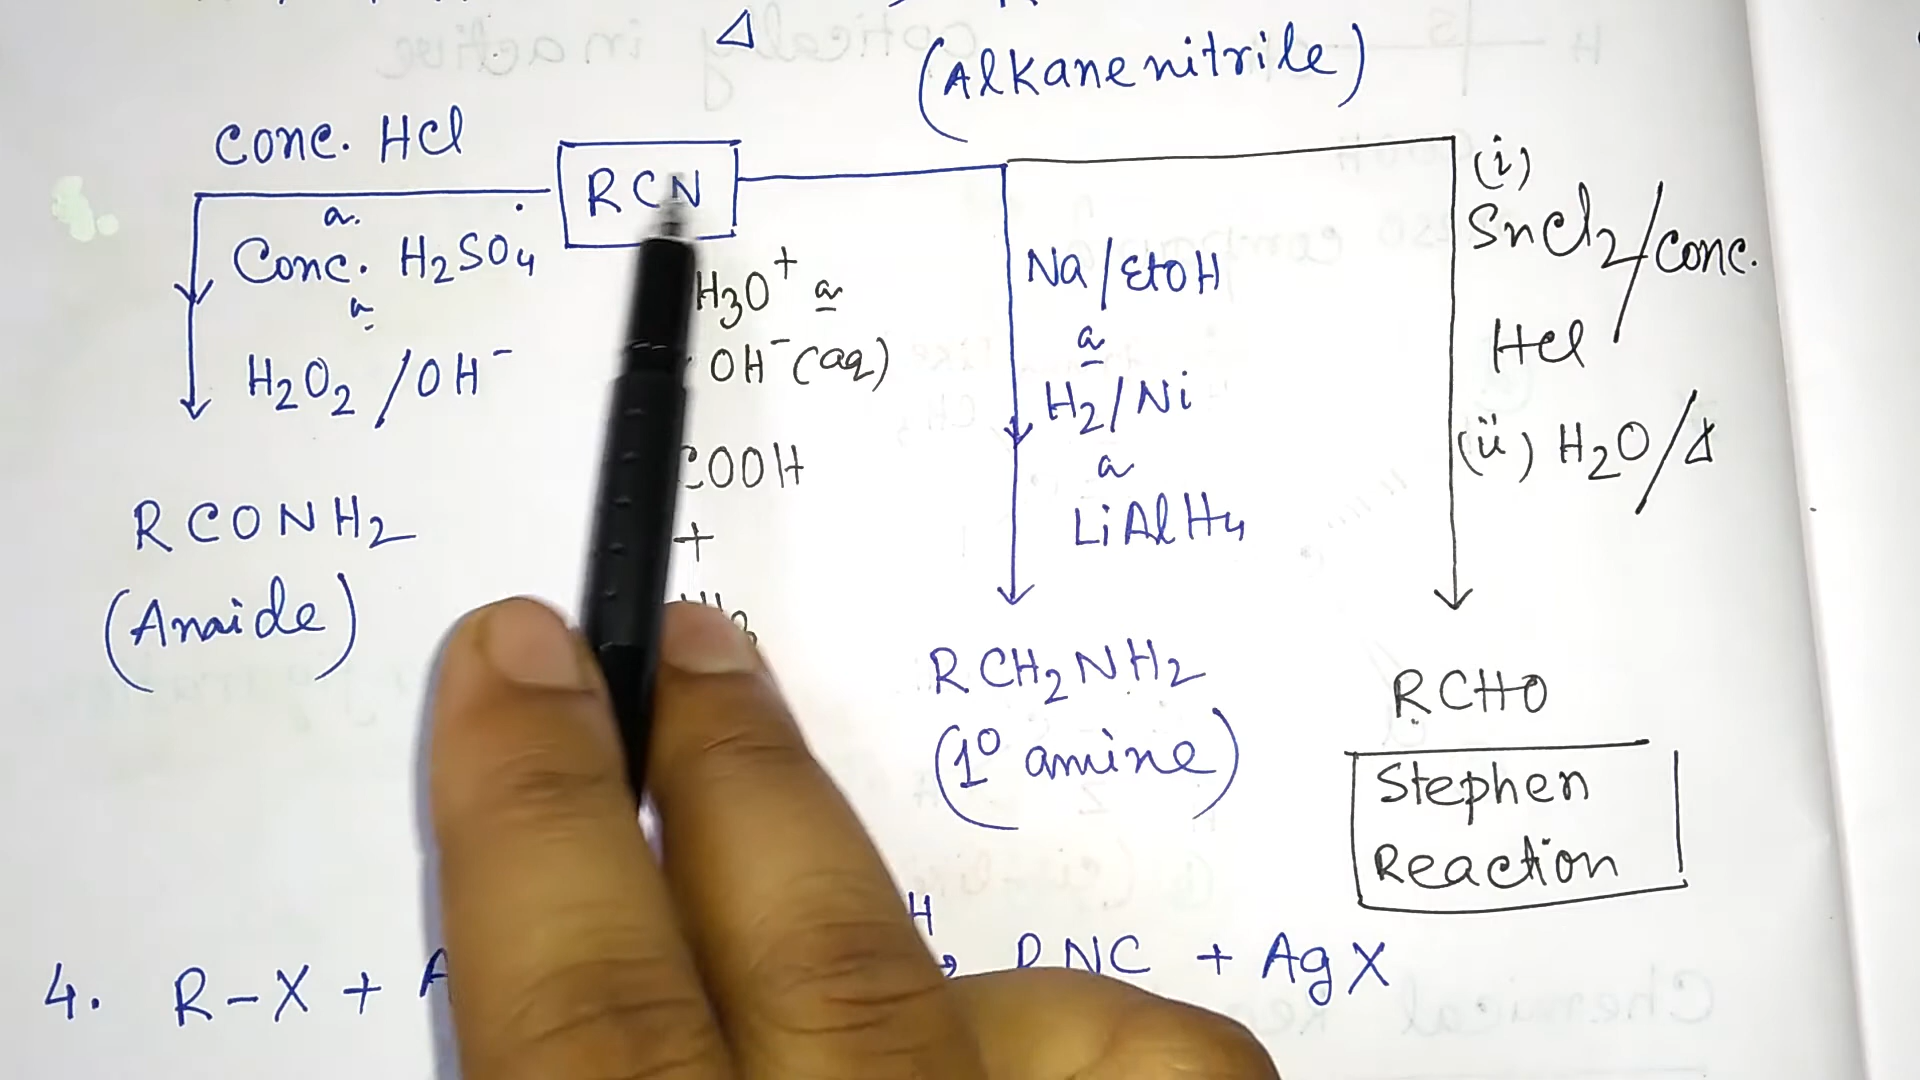 Δ
(Alkanenitrile)
Conc. HCl
RCN
a.
Conc. H2SO4
a
H2O2/OH-
RCONH2
(Amide)
H3O+ a
OH-(aq)
COOH
+
Na/EtOH
a
H2/Ni
a
LiAlH4
RCH2NH2
(1° amine)
(i)
SnCl2/conc.
HCl
(ii) H2O/Δ
RCHO
Stephen
Reaction
4. R-X + A
H
→ RNC + AgX